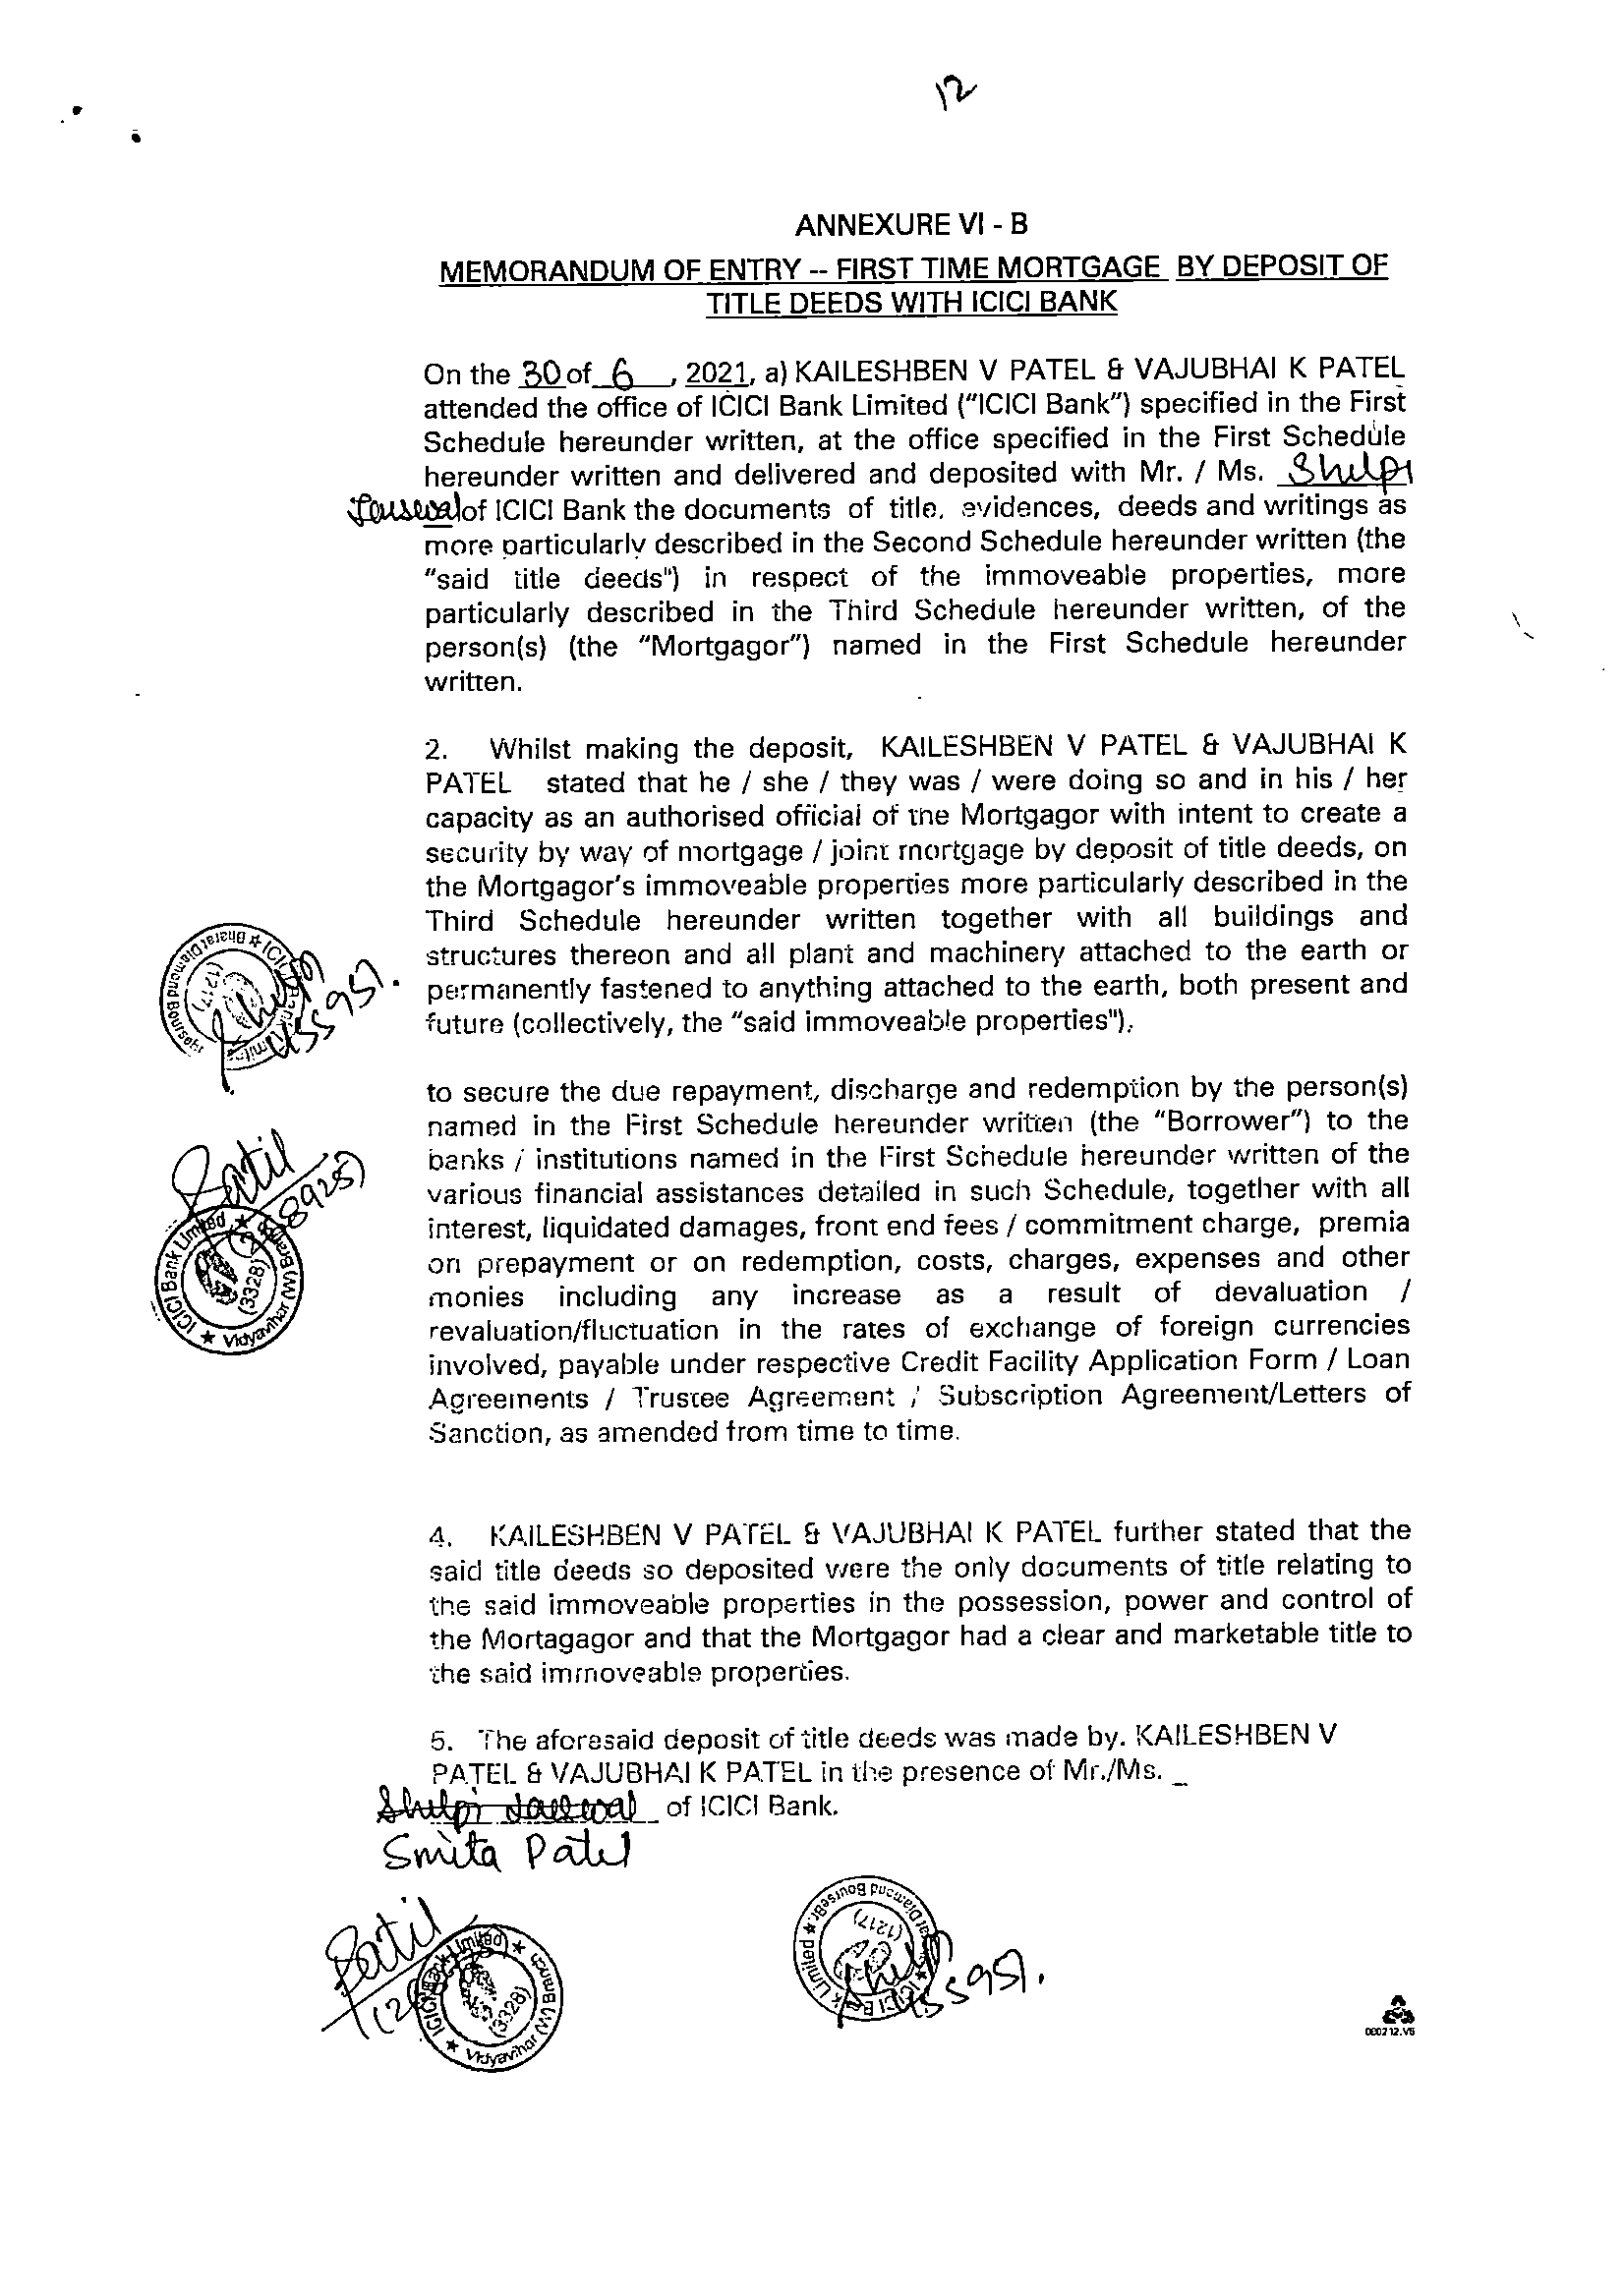 12
ANNEXURE VI - B
MEMORANDUM OF ENTRY -- FIRST TIME MORTGAGE BY DEPOSIT OF
TITLE DEEDS WITH ICICI BANK
On the 30 of 6, 2021, a) KAILESHBEN V PATEL & VAJUBHAI K PATEL
attended the office of ICICI Bank Limited ("ICICI Bank") specified in the First
Schedule hereunder written, at the office specified in the First Schedule
hereunder written and delivered and deposited with Mr. / Ms. Shilpi
Jaiswal of ICICI Bank the documents of title, evidences, deeds and writings as
more particularly described in the Second Schedule hereunder written (the
"said title deeds") in respect of the immoveable properties, more
particularly described in the Third Schedule hereunder written, of the
person(s) (the "Mortgagor") named in the First Schedule hereunder
written.
2. Whilst making the deposit, KAILESHBEN V PATEL & VAJUBHAI K
PATEL stated that he / she / they was / were doing so and in his / her
capacity as an authorised official of the Mortgagor with intent to create a
security by way of mortgage / joint mortgage by deposit of title deeds, on
the Mortgagor's immoveable properties more particularly described in the
Third Schedule hereunder written together with all buildings and
structures thereon and all plant and machinery attached to the earth or
permanently fastened to anything attached to the earth, both present and
future (collectively, the "said immoveable properties"),
to secure the due repayment, discharge and redemption by the person(s)
named in the First Schedule hereunder written (the "Borrower") to the
banks / institutions named in the First Schedule hereunder written of the
various financial assistances detailed in such Schedule, together with all
interest, liquidated damages, front end fees / commitment charge, premia
on prepayment or on redemption, costs, charges, expenses and other
monies including any increase as a result of devaluation /
revaluation/fluctuation in the rates of exchange of foreign currencies
involved, payable under respective Credit Facility Application Form / Loan
Agreements / Trustee Agreement / Subscription Agreement/Letters of
Sanction, as amended from time to time.
4. KAILESHBEN V PATEL & VAJUBHAI K PATEL further stated that the
said title deeds so deposited were the only documents of title relating to
the said immoveable properties in the possession, power and control of
the Mortagagor and that the Mortgagor had a clear and marketable title to
the said immoveable properties.
5. The aforesaid deposit of title deeds was made by. KAILESHBEN V
PATEL & VAJUBHAI K PATEL in the presence of Mr./Ms. _
Shilpi Jaiswal of ICICI Bank.
Smita Patil
ICICI Bank Limited ★ Vidyavihar (W) Branch ★ (3328)
(1217)